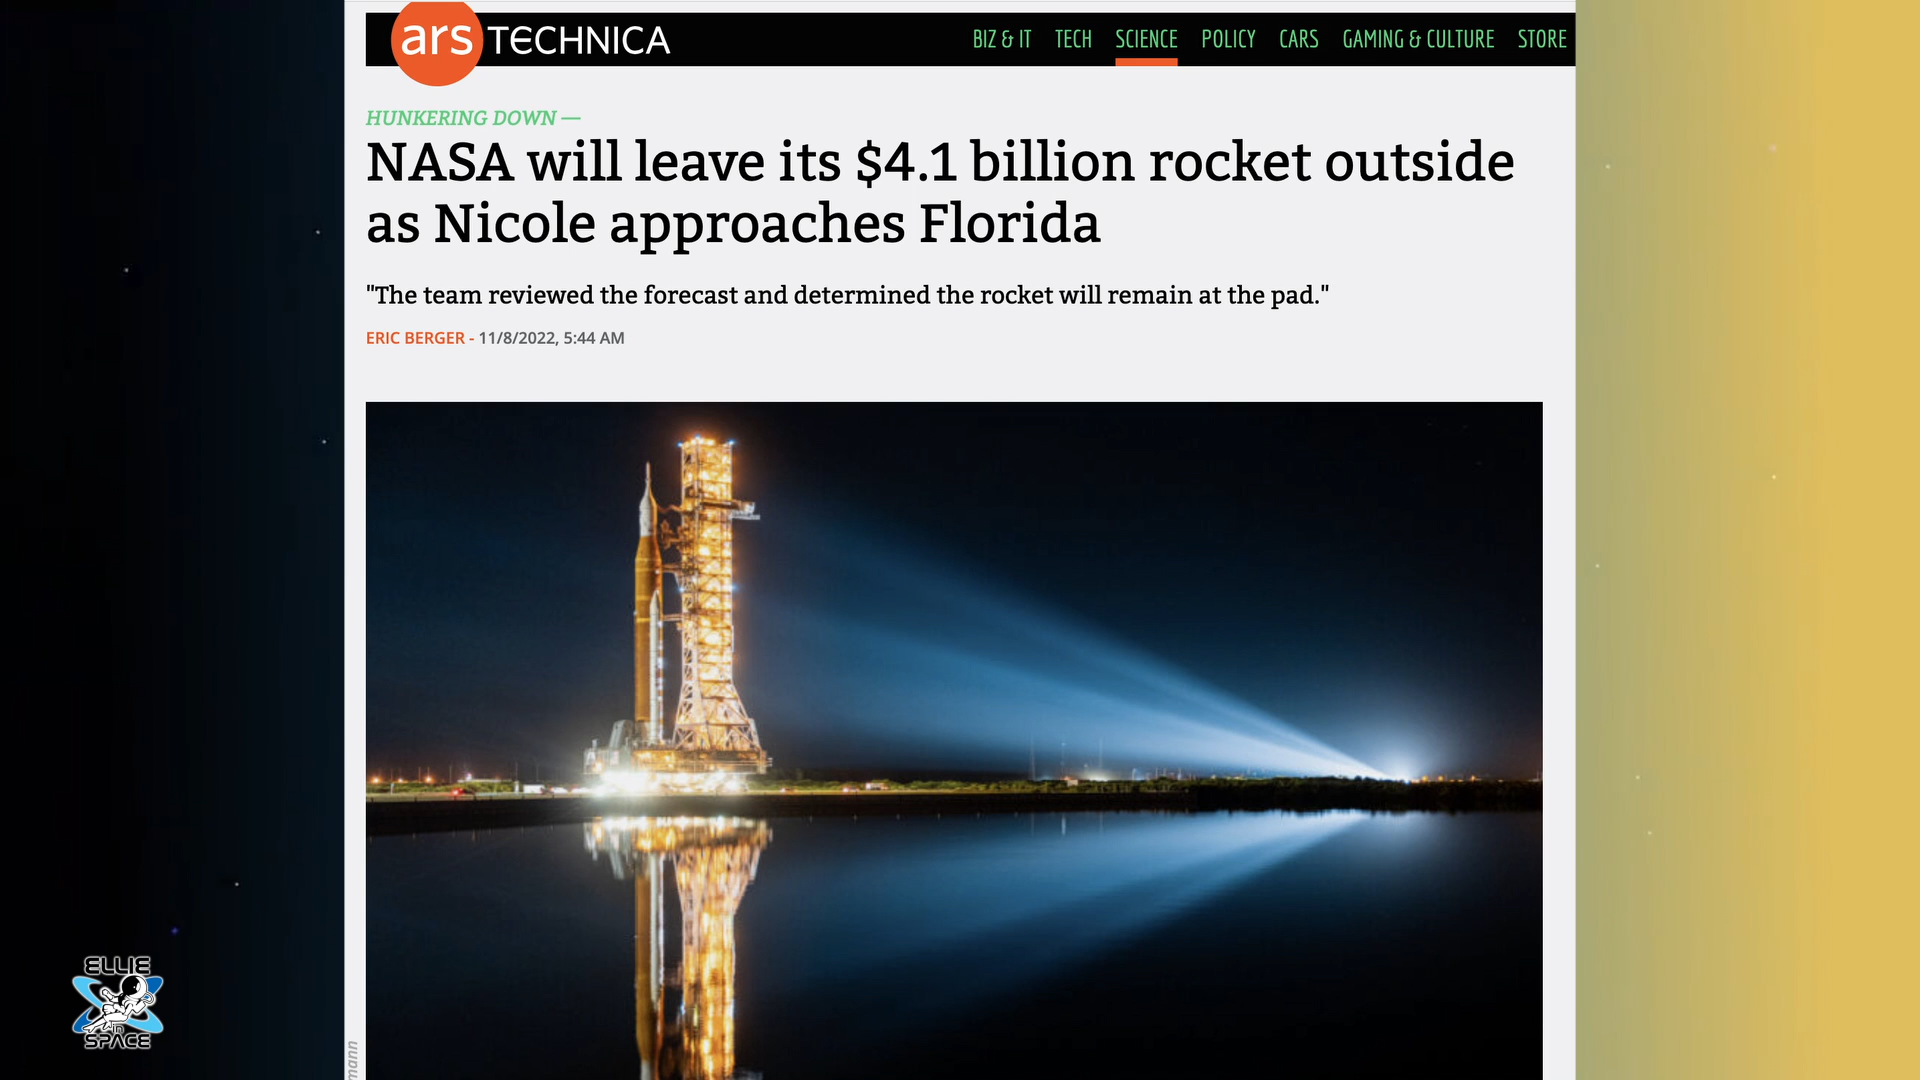 ars TECHNICA
BIZ & IT TECH SCIENCE POLICY CARS GAMING & CULTURE STORE
HUNKERING DOWN —
NASA will leave its $4.1 billion rocket outside
as Nicole approaches Florida
"The team reviewed the forecast and determined the rocket will remain at the pad."
ERIC BERGER - 11/8/2022, 5:44 AM
mann
ELLIE
in
SPACE